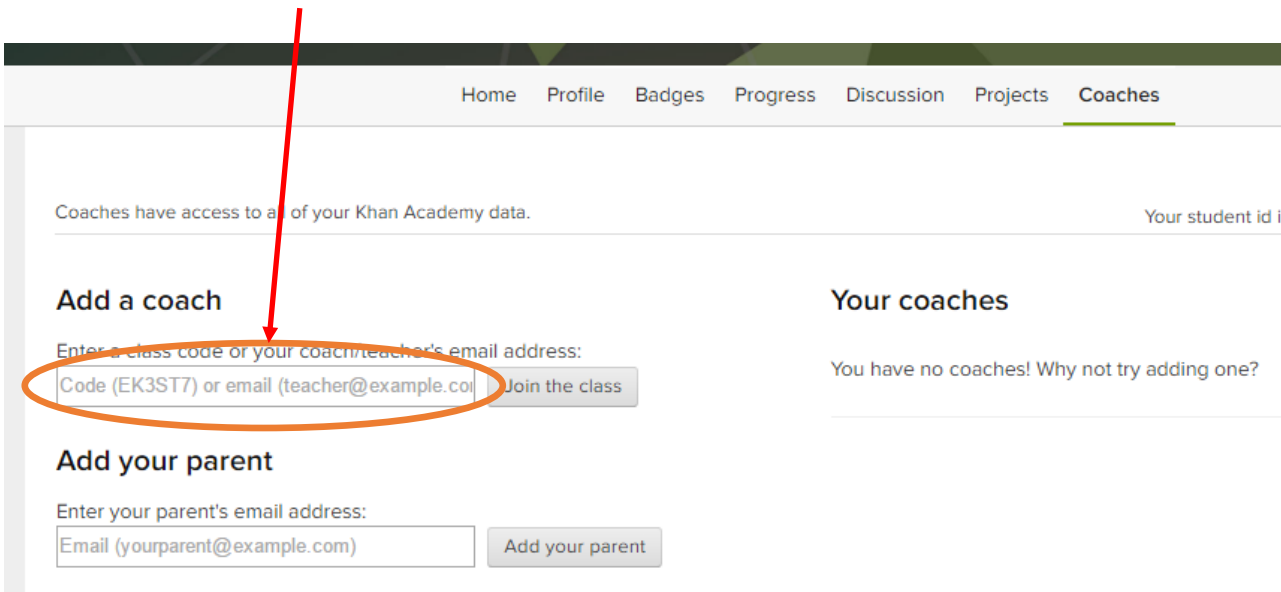 Home Profile Badges Progress Discussion Projects Coaches
Coaches have access to all of your Khan Academy data.
Your student id i
Add a coach
Enter a class code or your coach/teacher's email address:
Code (EK3ST7) or email (teacher@example.co
Join the class
Your coaches
You have no coaches! Why not try adding one?
Add your parent
Enter your parent's email address:
Email (yourparent@example.com)
Add your parent